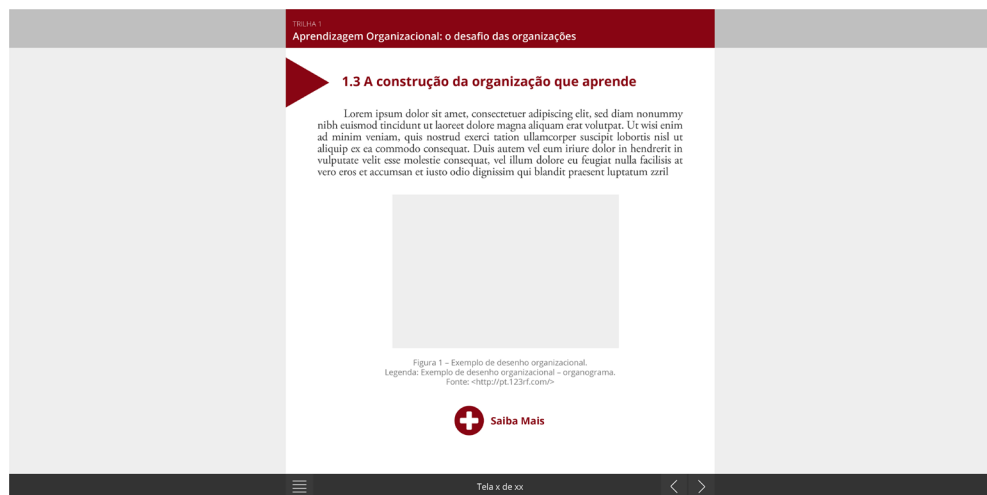 TRILHA 1
Aprendizagem Organizacional: o desafio das organizações
1.3 A construção da organização que aprende
Lorem ipsum dolor sit amet, consectetuer adipiscing elit, sed diam nonummy
nibh euismod tincidunt ut laoreet dolore magna aliquam erat volutpat. Ut wisi enim
ad minim veniam, quis nostrud exerci tation ullamcorper suscipit lobortis nisl ut
aliquip ex ea commodo consequat. Duis autem vel eum iriure dolor in hendrerit in
vulputate velit esse molestie consequat, vel illum dolore eu feugiat nulla facilisis at
vero eros et accumsan et iusto odio dignissim qui blandit praesent luptatum zzril
Figura 1 – Exemplo de desenho organizacional.
Legenda: Exemplo de desenho organizacional – organograma.
Fonte: <http://pt.123rf.com/>
Saiba Mais
Tela x de xx